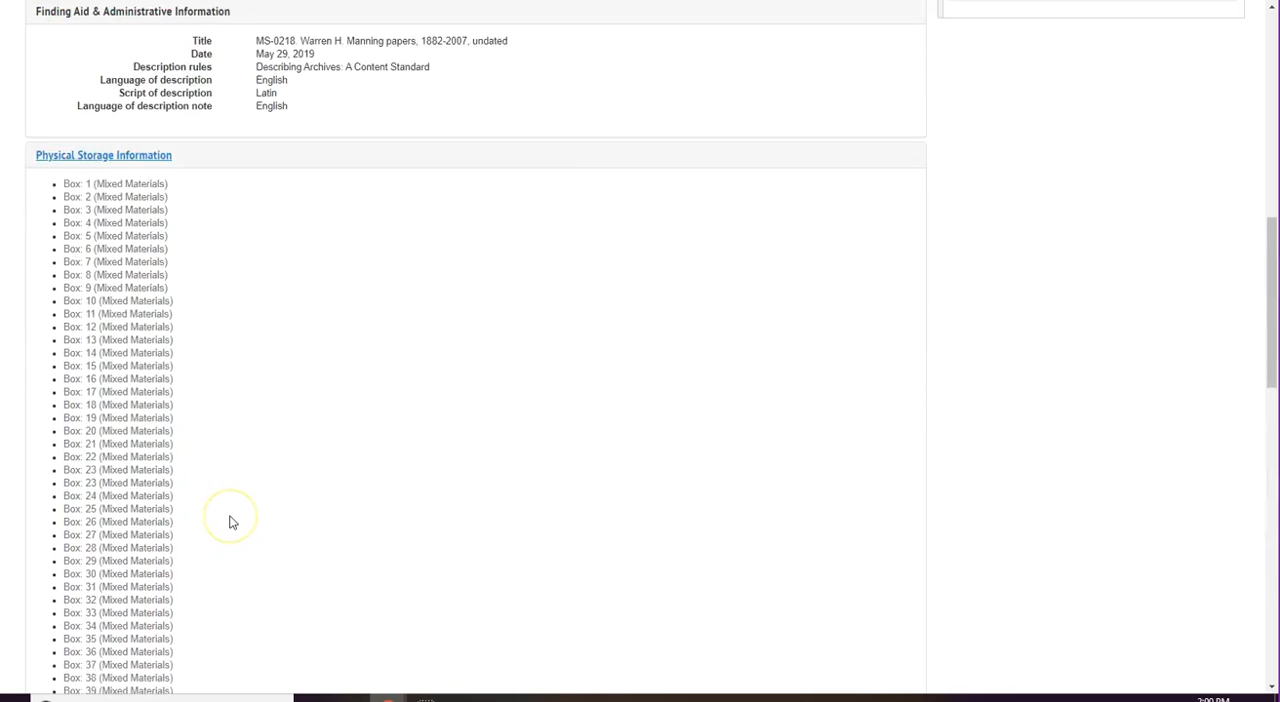 Finding Aid & Administrative Information
Title MS-0218. Warren H. Manning papers, 1882-2007, undated
Date May 29, 2019
Description rules Describing Archives: A Content Standard
Language of description English
Script of description Latin
Language of description note English
Physical Storage Information
Box: 1 (Mixed Materials)
Box: 2 (Mixed Materials)
Box: 3 (Mixed Materials)
Box: 4 (Mixed Materials)
Box: 5 (Mixed Materials)
Box: 6 (Mixed Materials)
Box: 7 (Mixed Materials)
Box: 8 (Mixed Materials)
Box: 9 (Mixed Materials)
Box: 10 (Mixed Materials)
Box: 11 (Mixed Materials)
Box: 12 (Mixed Materials)
Box: 13 (Mixed Materials)
Box: 14 (Mixed Materials)
Box: 15 (Mixed Materials)
Box: 16 (Mixed Materials)
Box: 17 (Mixed Materials)
Box: 18 (Mixed Materials)
Box: 19 (Mixed Materials)
Box: 20 (Mixed Materials)
Box: 21 (Mixed Materials)
Box: 22 (Mixed Materials)
Box: 23 (Mixed Materials)
Box: 23 (Mixed Materials)
Box: 24 (Mixed Materials)
Box: 25 (Mixed Materials)
Box: 26 (Mixed Materials)
Box: 27 (Mixed Materials)
Box: 28 (Mixed Materials)
Box: 29 (Mixed Materials)
Box: 30 (Mixed Materials)
Box: 31 (Mixed Materials)
Box: 32 (Mixed Materials)
Box: 33 (Mixed Materials)
Box: 34 (Mixed Materials)
Box: 35 (Mixed Materials)
Box: 36 (Mixed Materials)
Box: 37 (Mixed Materials)
Box: 38 (Mixed Materials)
Box: 39 (Mixed Materials)
2:00 PM